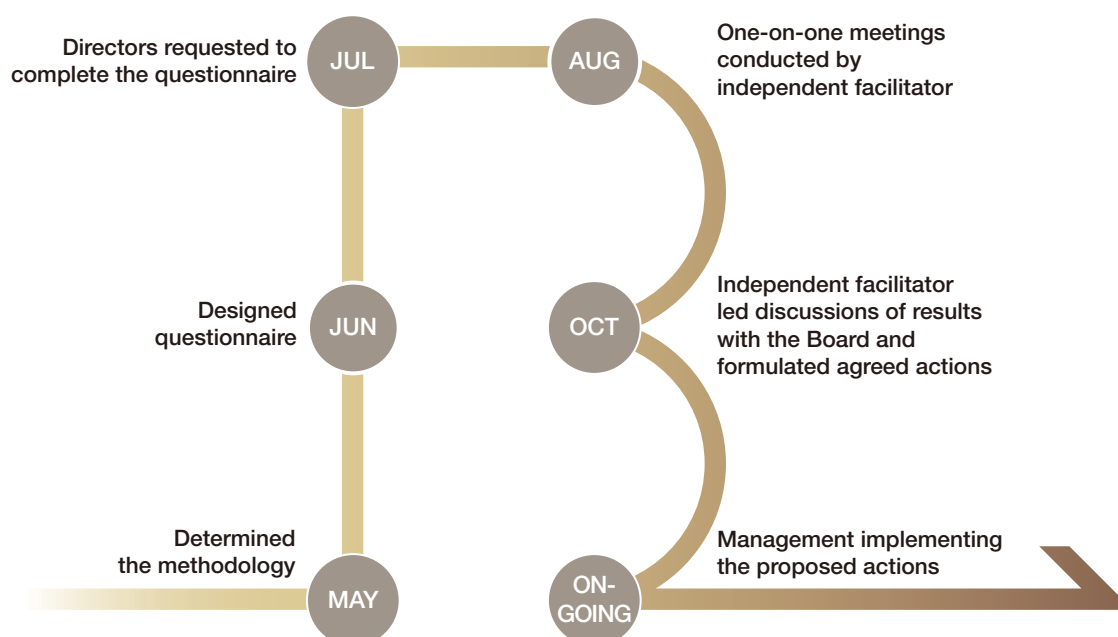 Directors requested to
complete the questionnaire
JUL
AUG
One-on-one meetings
conducted by
independent facilitator
Designed
questionnaire
JUN
OCT
Independent facilitator
led discussions of results
with the Board and
formulated agreed actions
Determined
the methodology
MAY
ON-
GOING
Management implementing
the proposed actions